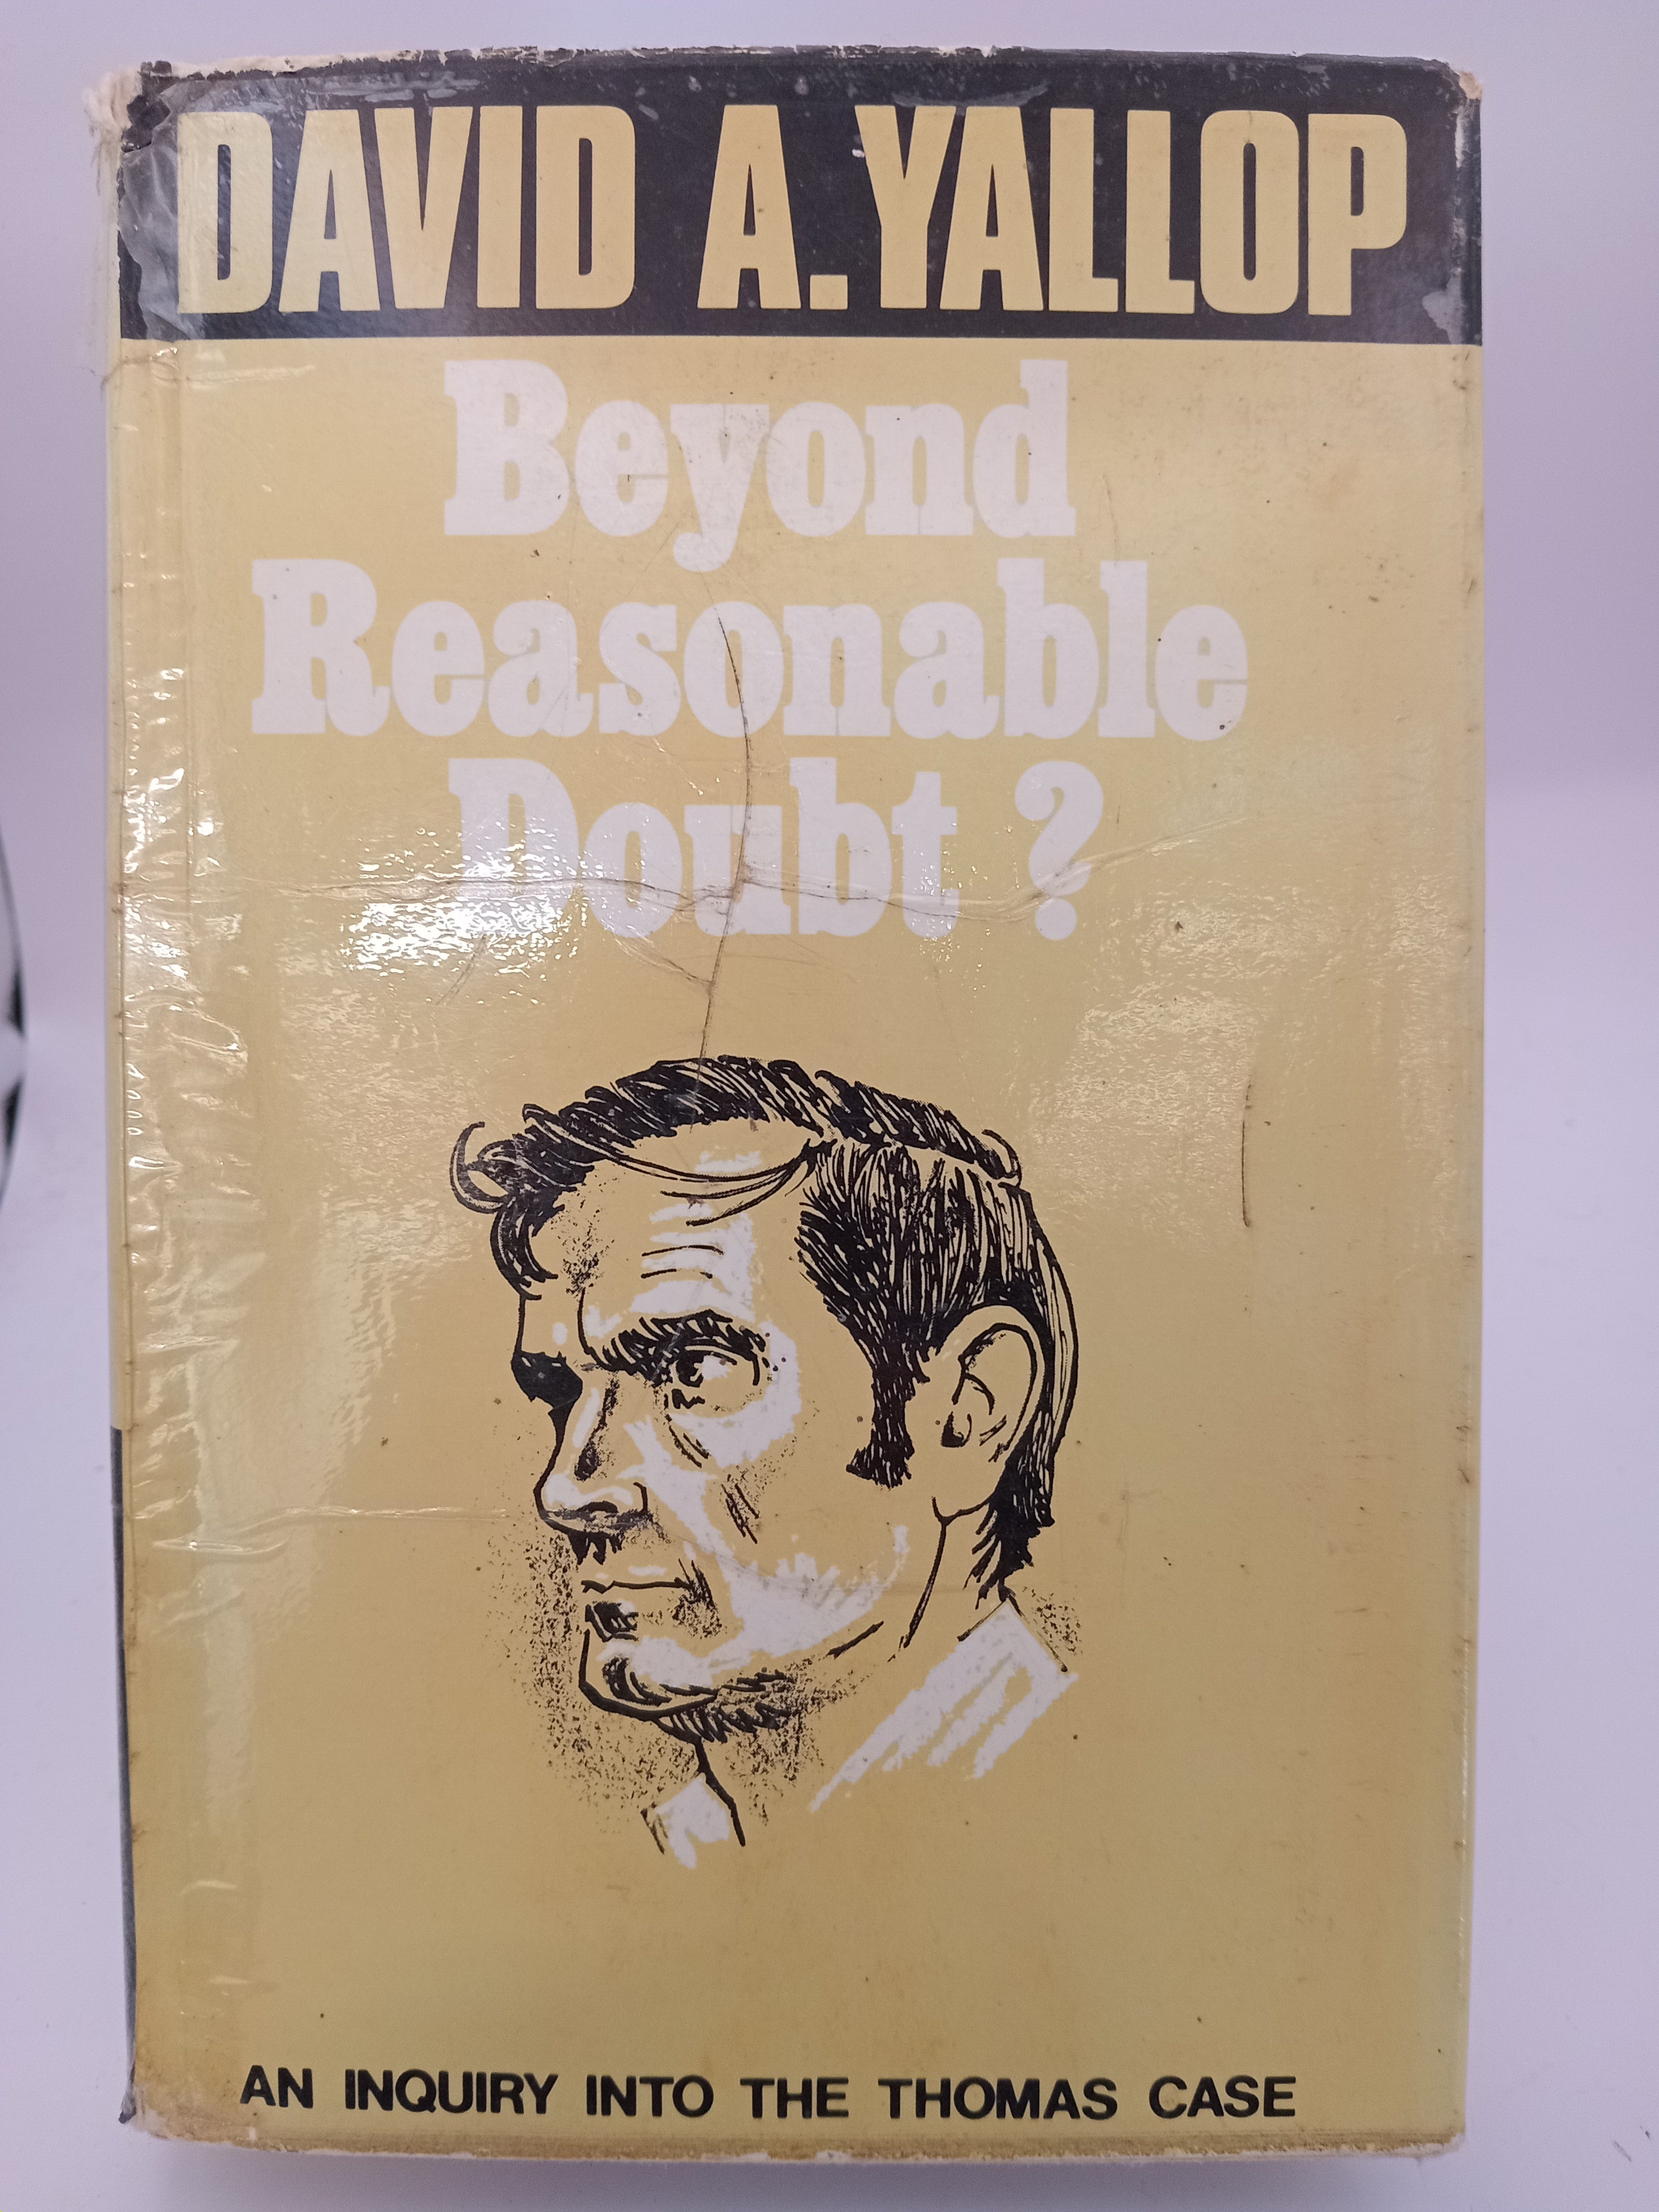 DAVID A. YALLOP
Beyond
Reasonable
Doubt ?
AN INQUIRY INTO THE THOMAS CASE